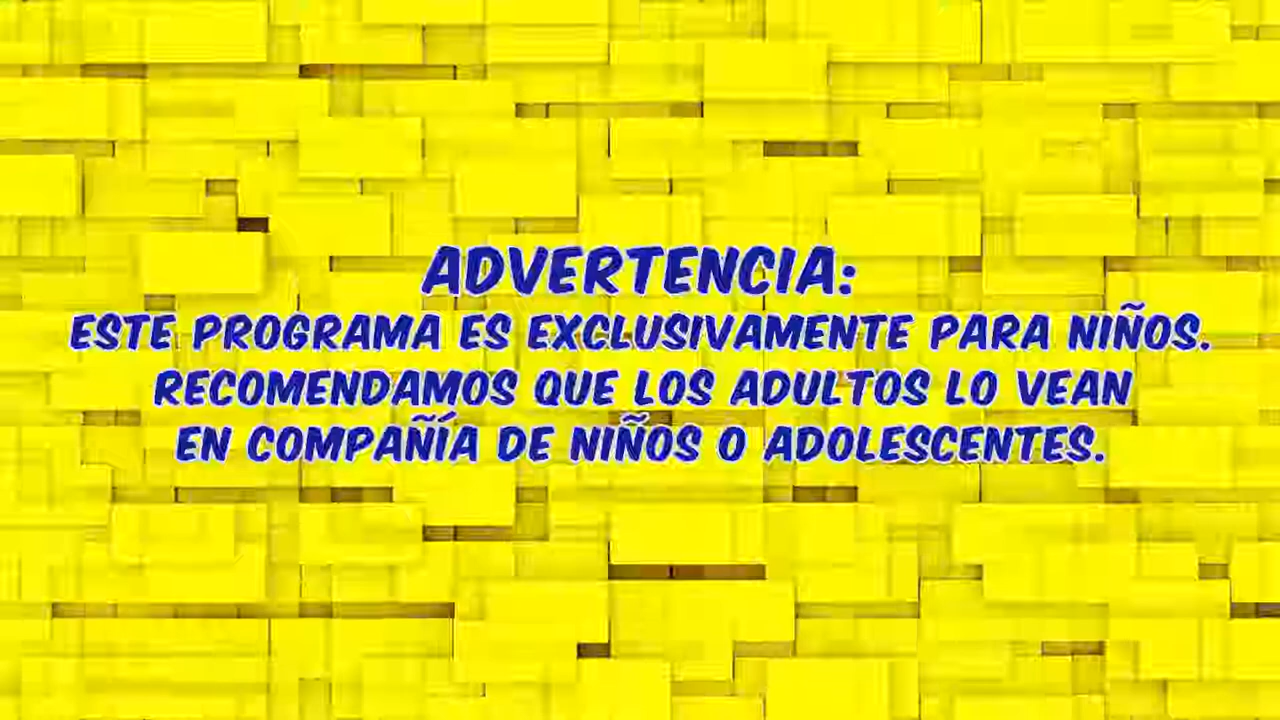 ADVERTENCIA:
ESTE PROGRAMA ES EXCLUSIVAMENTE PARA NIÑOS.
RECOMENDAMOS QUE LOS ADULTOS LO VEAN
EN COMPAÑÍA DE NIÑOS O ADOLESCENTES.